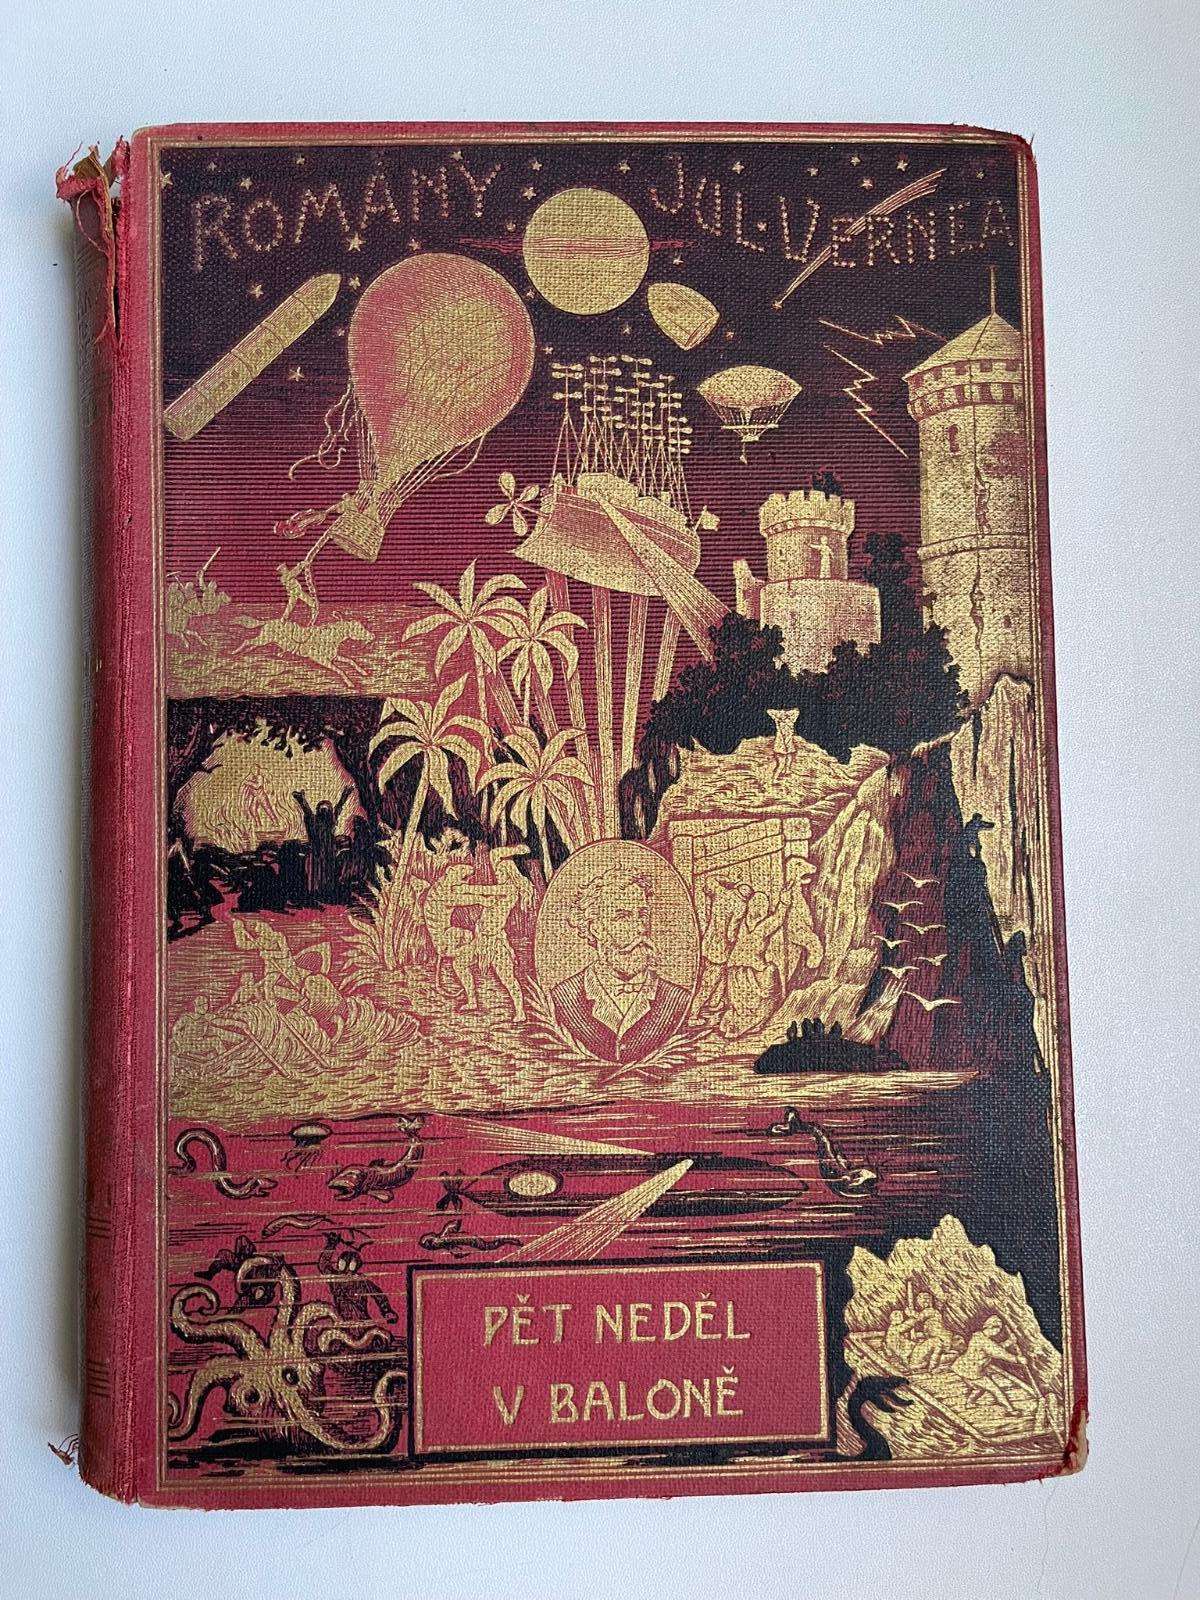 ROMÁNY JUL. VERNEA
PĚT NEDĚL
V BALONĚ